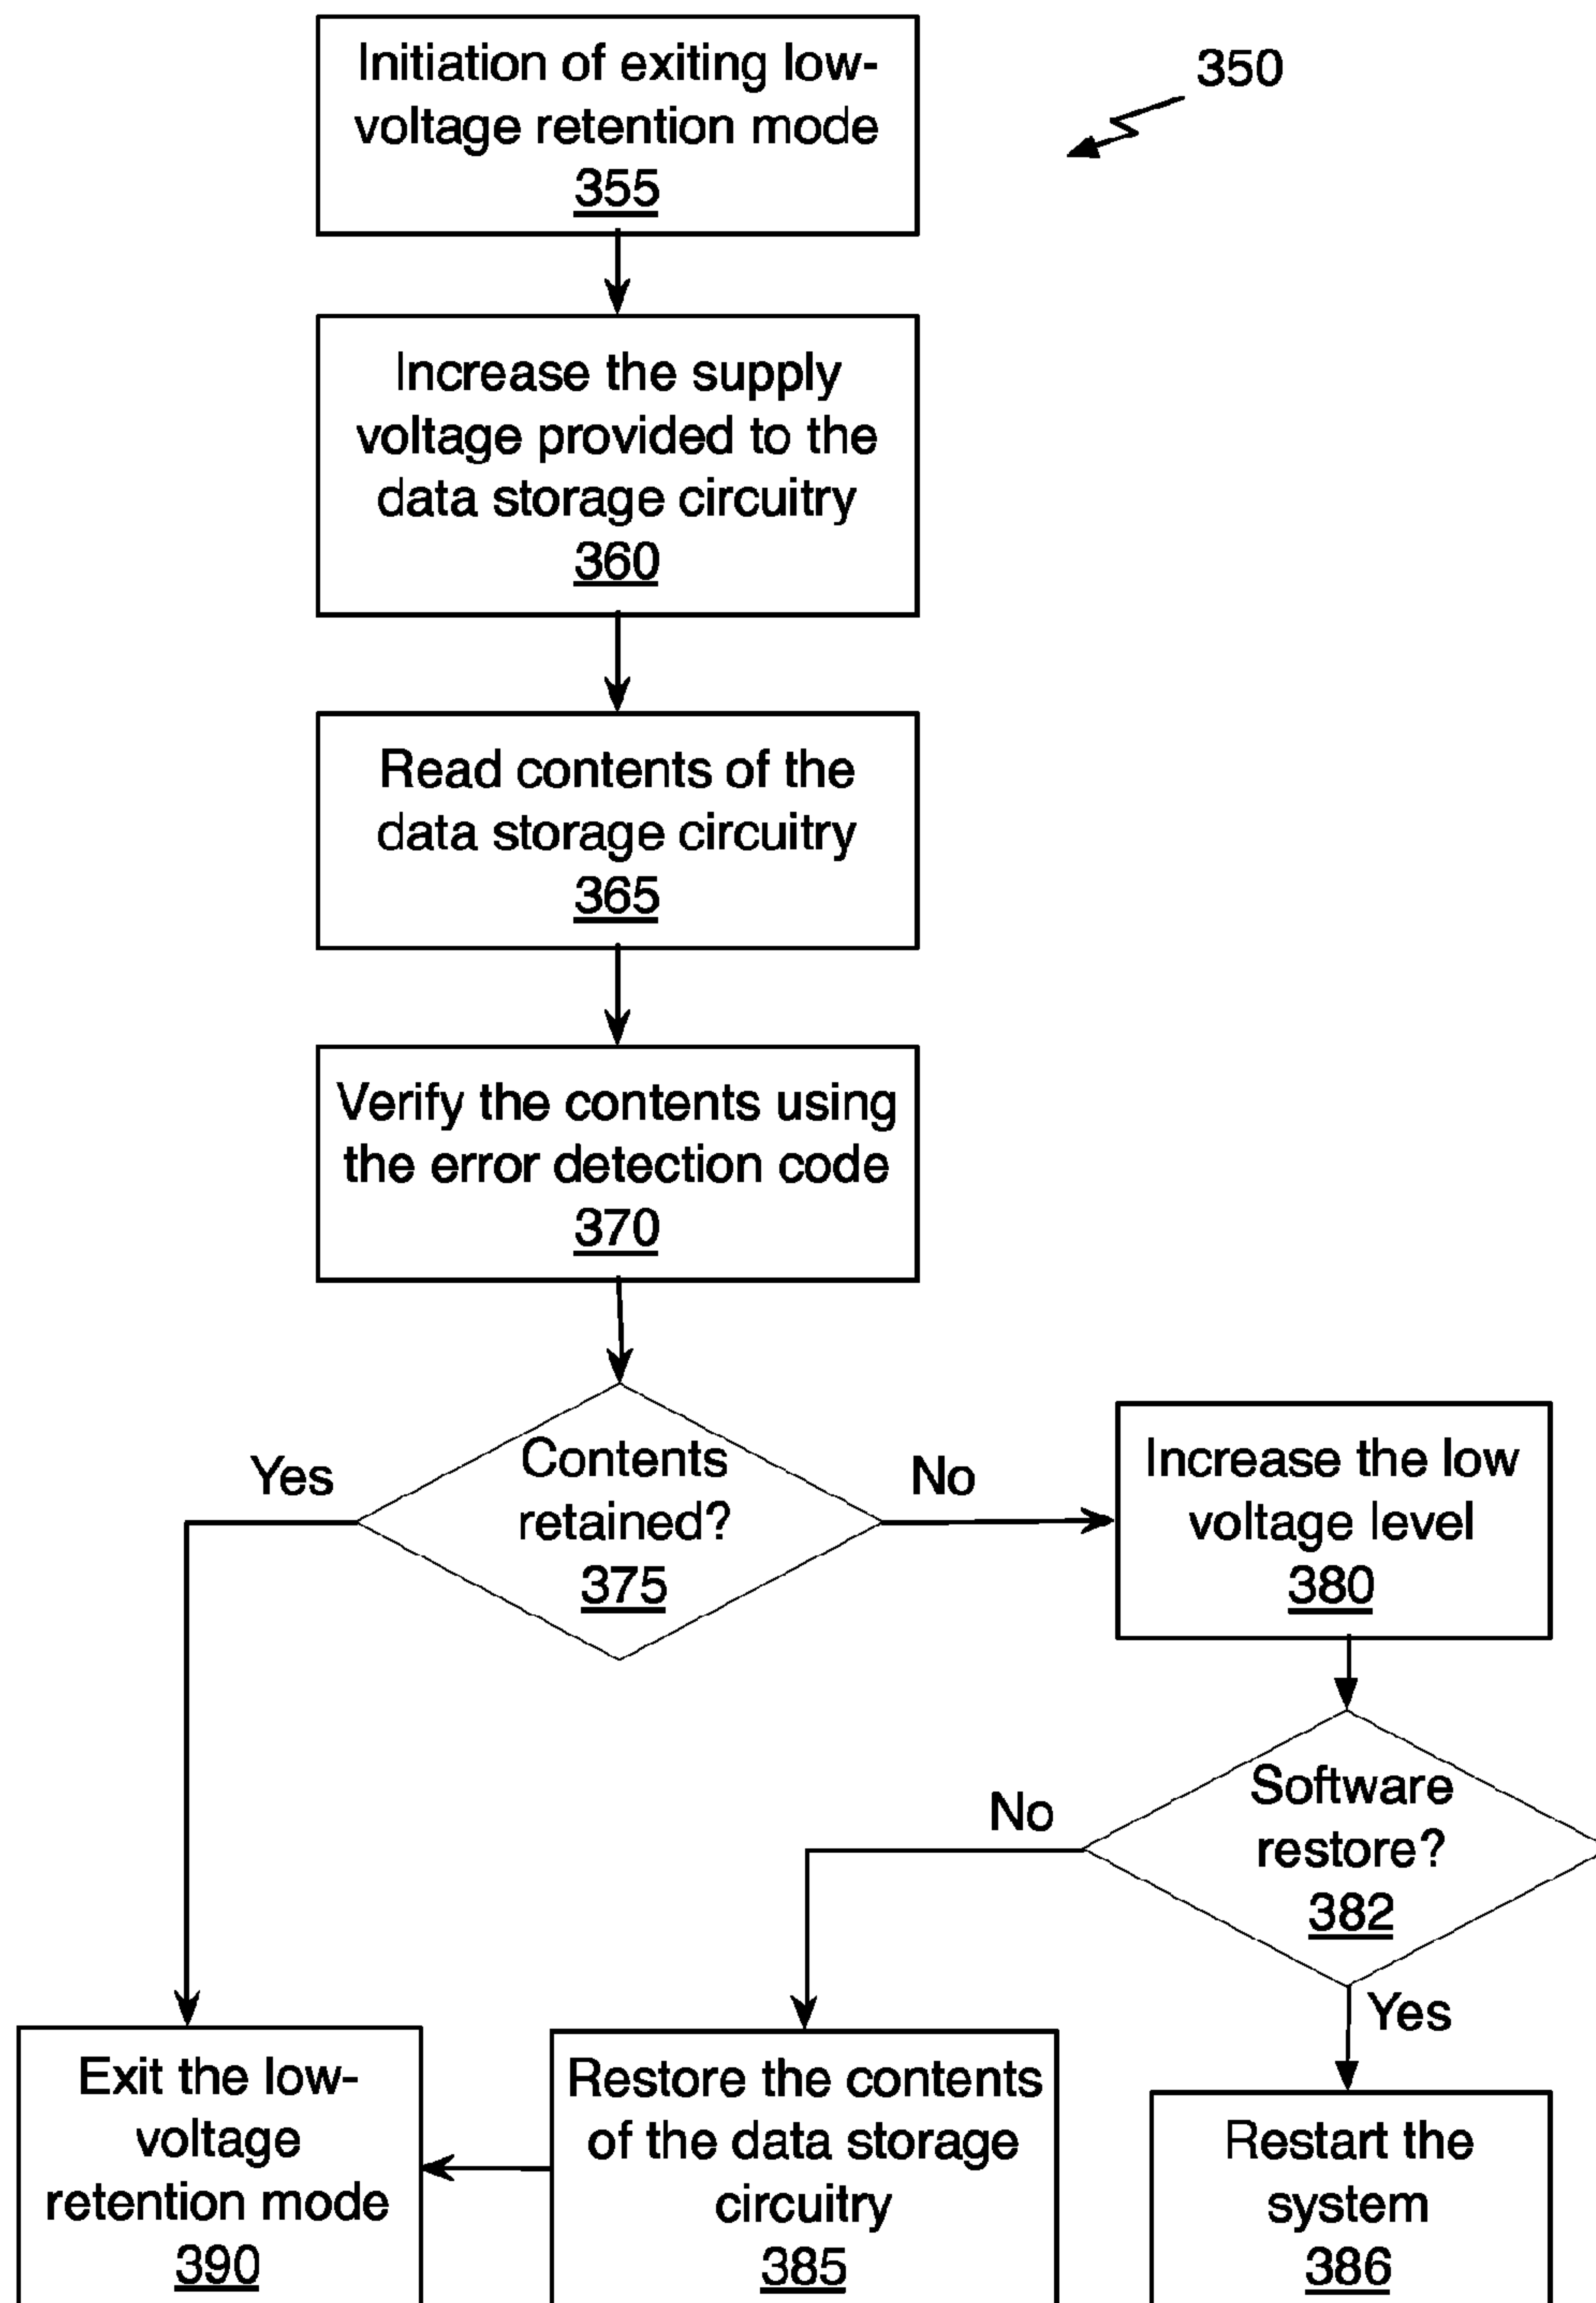 Initiation of exiting low-
voltage retention mode
355
350
Increase the supply
voltage provided to the
data storage circuitry
360
Read contents of the
data storage circuitry
365
Verify the contents using
the error detection code
370
Contents
retained?
375
Yes
No
Increase the low
voltage level
380
Software
restore?
382
No
Yes
Exit the low-
voltage
retention mode
390
Restore the contents
of the data storage
circuitry
385
Restart the
system
386